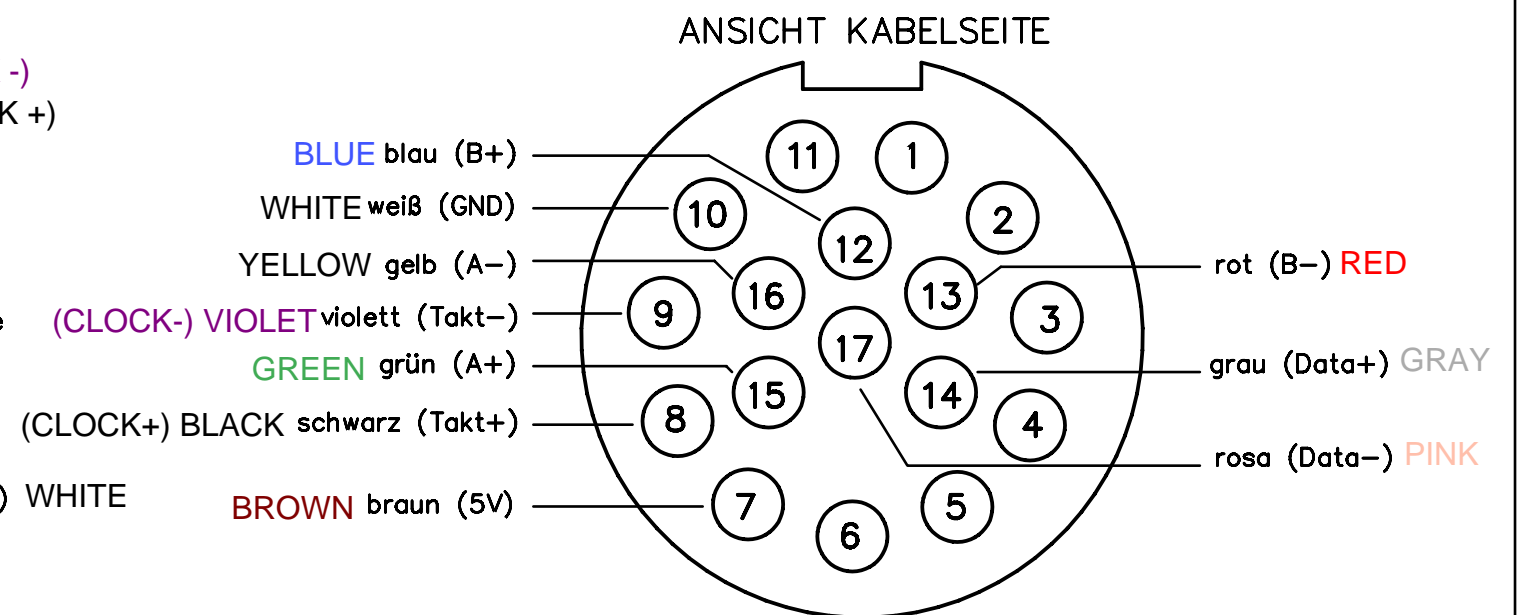 ANSICHT KABELSEITE
-)
K +)
BLUE blau (B+)
WHITE weiß (GND)
YELLOW gelb (A-)
e (CLOCK-) VIOLET violett (Takt-)
GREEN grün (A+)
(CLOCK+) BLACK schwarz (Takt+)
) WHITE
BROWN braun (5V)
11 1
10 2
12
16 13
9 3
17
15 14
8 4
7 5
6
rot (B-) RED
grau (Data+) GRAY
rosa (Data-) PINK